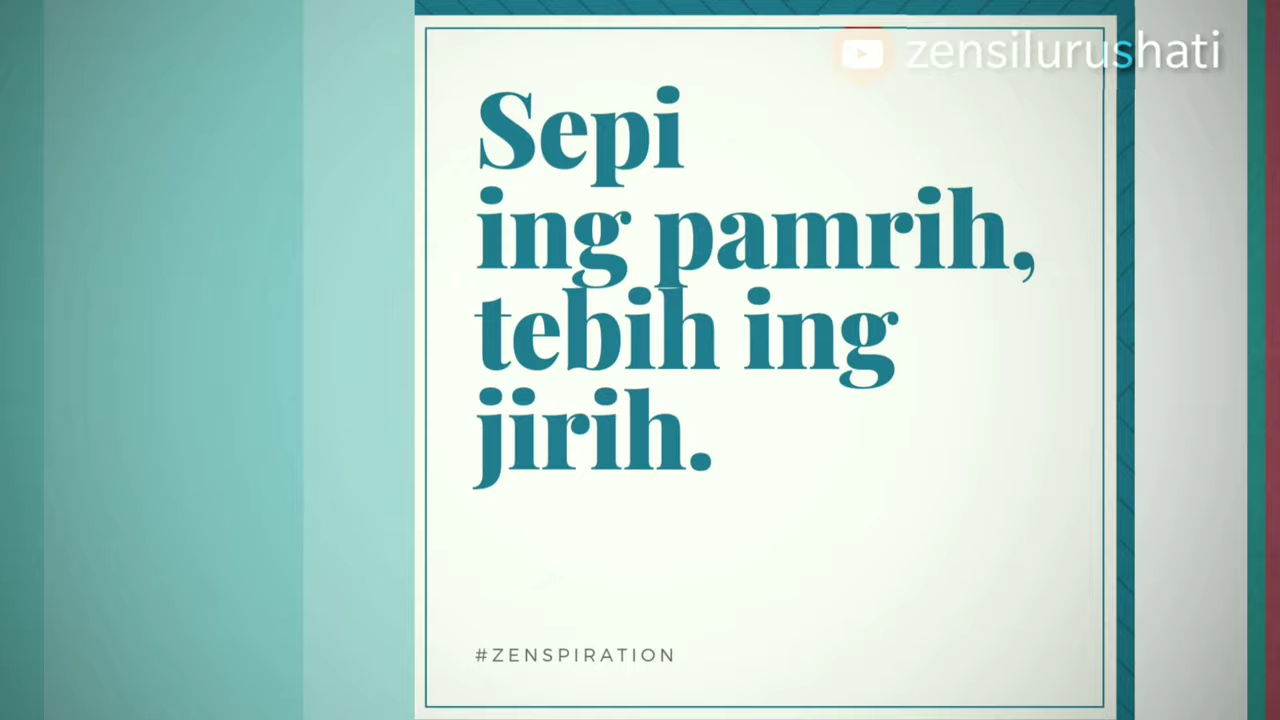 zensilurushati
Sepi
ing pamrih,
tebih ing
jirih.
#ZENSPIRATION